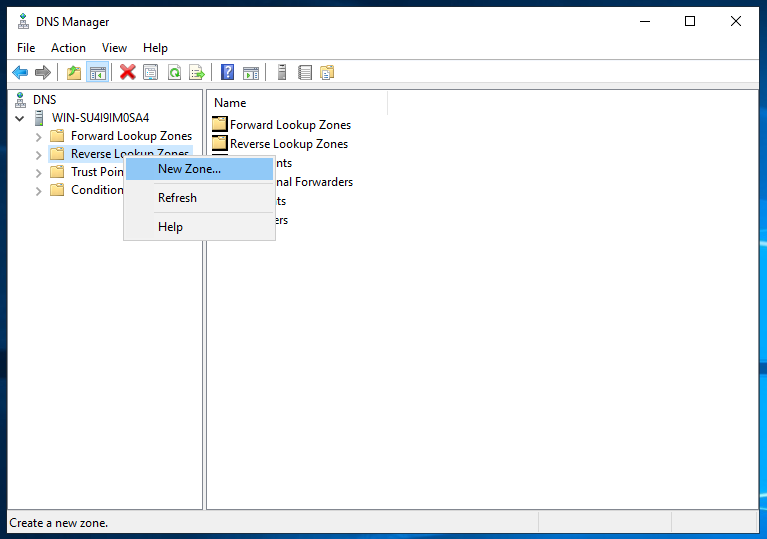 DNS Manager
File Action View Help
DNS
WIN-SU4I9IM0SA4
Forward Lookup Zones
Reverse Lookup Zones
Trust Poin
Condition
New Zone...
Refresh
Help
Name
Forward Lookup Zones
Reverse Lookup Zones
nts
nal Forwarders
ts
ers
Create a new zone.